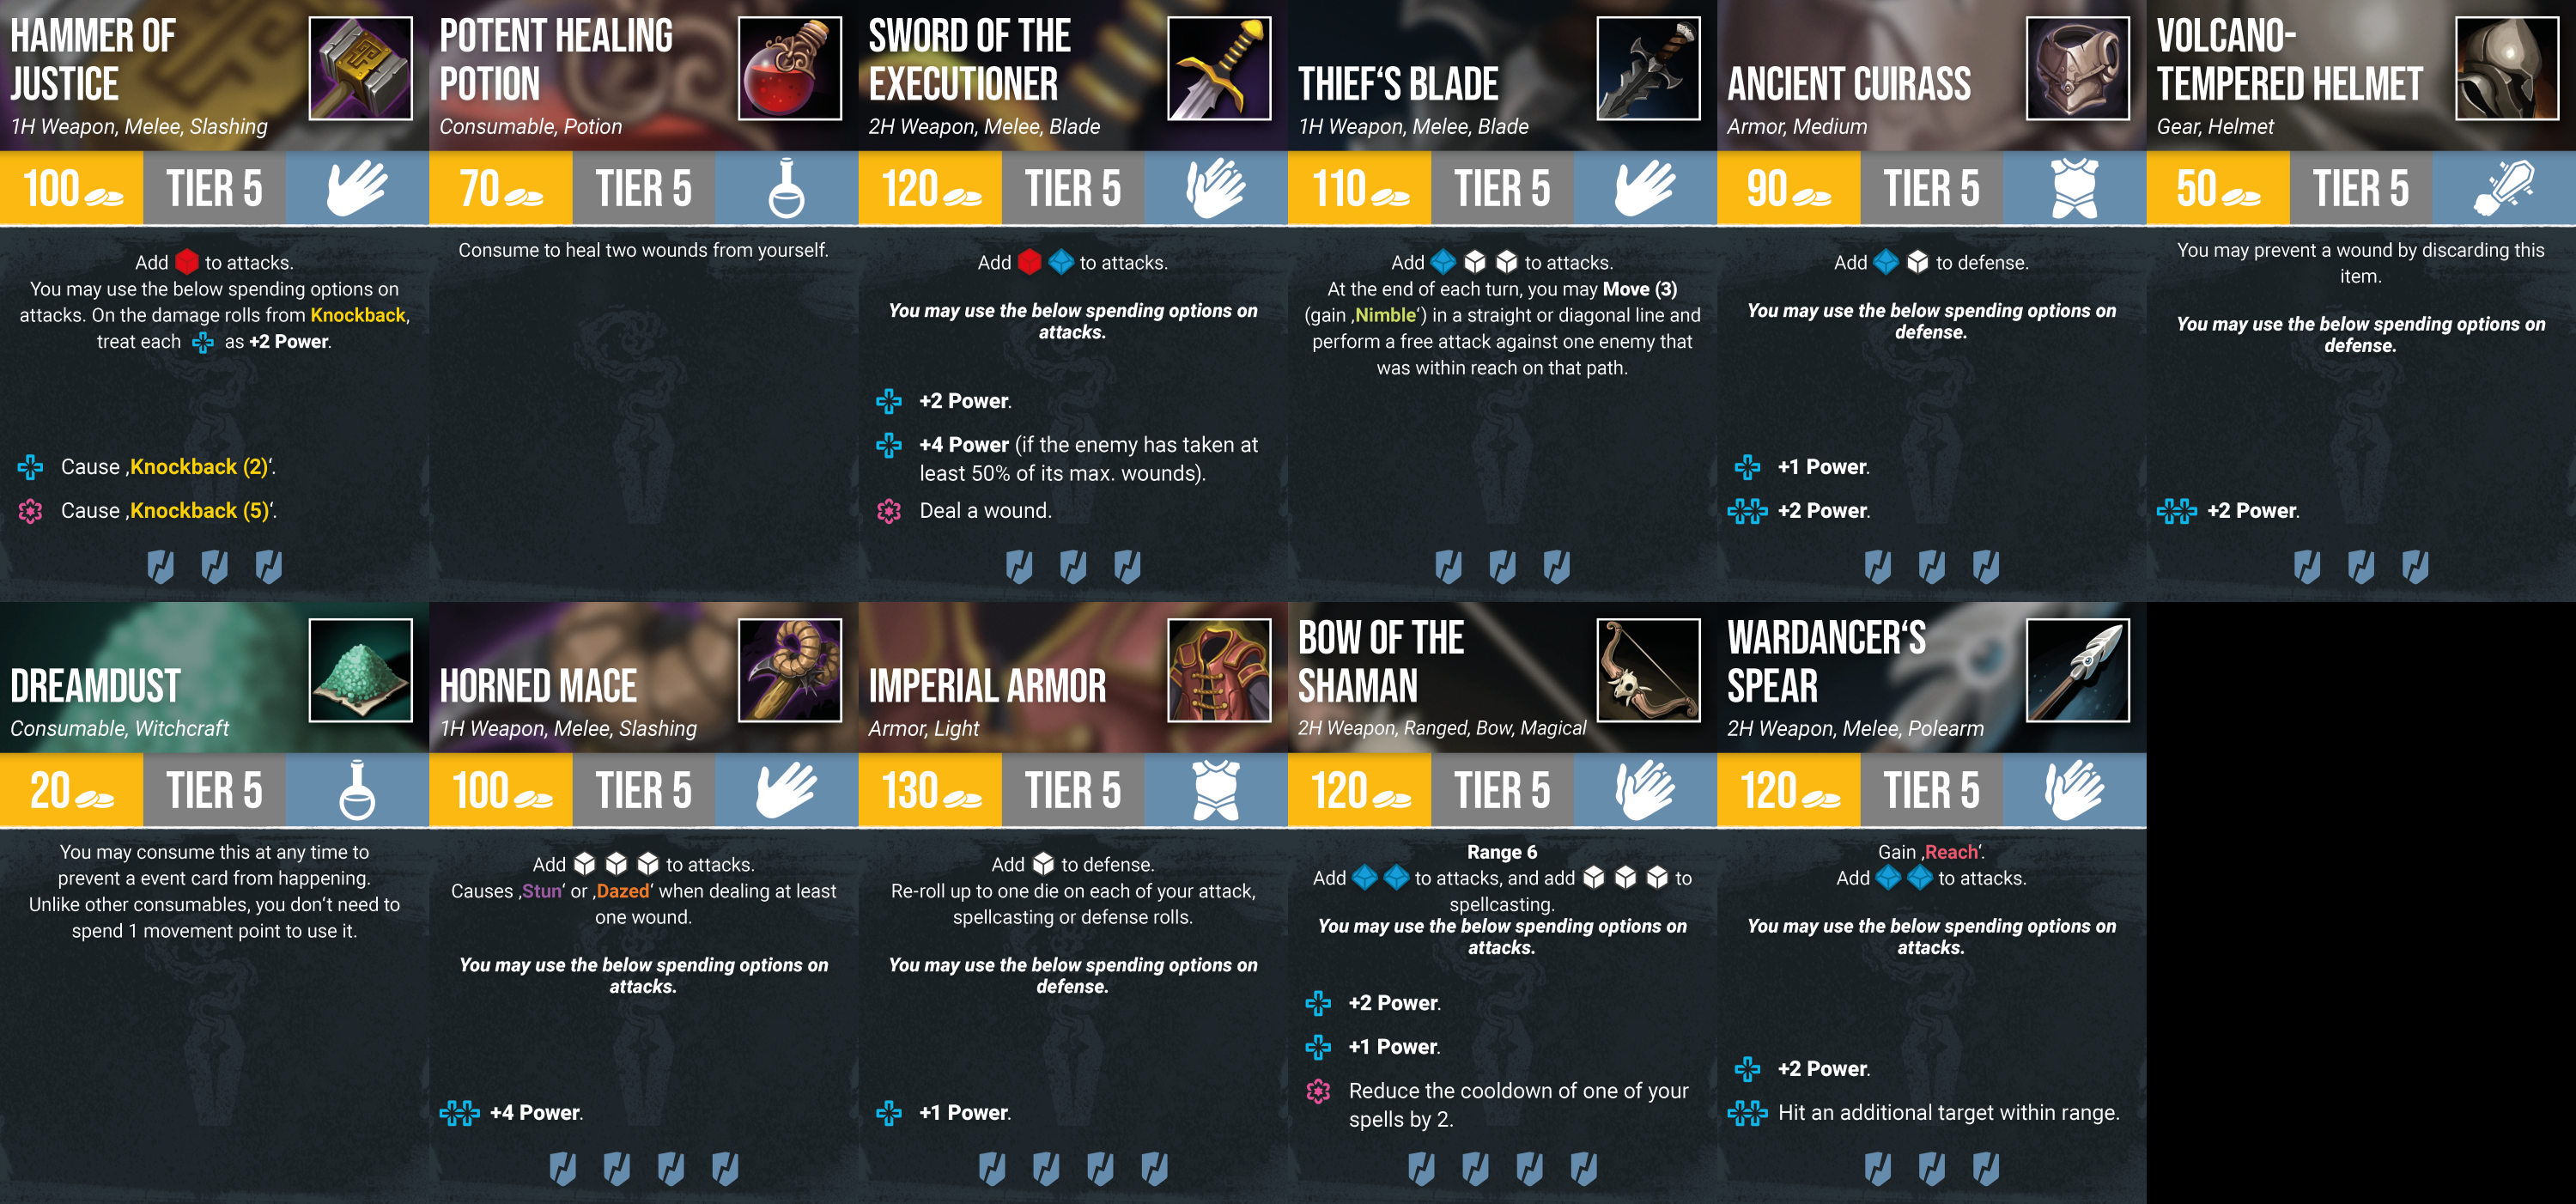 HAMMER OF
JUSTICE
1H Weapon, Melee, Slashing
100
TIER 5
Add to attacks.
You may use the below spending options on
attacks. On the damage rolls from Knockback,
treat each as +2 Power.
Cause ‚Knockback (2)‘.
Cause ‚Knockback (5)‘.
POTENT HEALING
POTION
Consumable, Potion
70
TIER 5
Consume to heal two wounds from yourself.
SWORD OF THE
EXECUTIONER
2H Weapon, Melee, Blade
120
TIER 5
Add to attacks.
You may use the below spending options on
attacks.
+2 Power.
+4 Power (if the enemy has taken at
least 50% of its max. wounds).
Deal a wound.
THIEF‘S BLADE
1H Weapon, Melee, Blade
110
TIER 5
Add to attacks.
At the end of each turn, you may Move (3)
(gain ‚Nimble‘) in a straight or diagonal line and
perform a free attack against one enemy that
was within reach on that path.
ANCIENT CUIRASS
Armor, Medium
90
TIER 5
Add to defense.
You may use the below spending options on
defense.
+1 Power.
+2 Power.
VOLCANO-
TEMPERED HELMET
Gear, Helmet
50
TIER 5
You may prevent a wound by discarding this
item.
You may use the below spending options on
defense.
+2 Power.
DREAMDUST
Consumable, Witchcraft
20
TIER 5
You may consume this at any time to
prevent a event card from happening.
Unlike other consumables, you don‘t need to
spend 1 movement point to use it.
HORNED MACE
1H Weapon, Melee, Slashing
100
TIER 5
Add to attacks.
Causes ‚Stun‘ or ‚Dazed‘ when dealing at least
one wound.
You may use the below spending options on
attacks.
+4 Power.
IMPERIAL ARMOR
Armor, Light
130
TIER 5
Add to defense.
Re-roll up to one die on each of your attack,
spellcasting or defense rolls.
You may use the below spending options on
defense.
+1 Power.
BOW OF THE
SHAMAN
2H Weapon, Ranged, Bow, Magical
120
TIER 5
Range 6
Add to attacks, and add to
spellcasting.
You may use the below spending options on
attacks.
+2 Power.
+1 Power.
Reduce the cooldown of one of your
spells by 2.
WARDANCER‘S
SPEAR
2H Weapon, Melee, Polearm
120
TIER 5
Gain ‚Reach‘.
Add to attacks.
You may use the below spending options on
attacks.
+2 Power.
Hit an additional target within range.